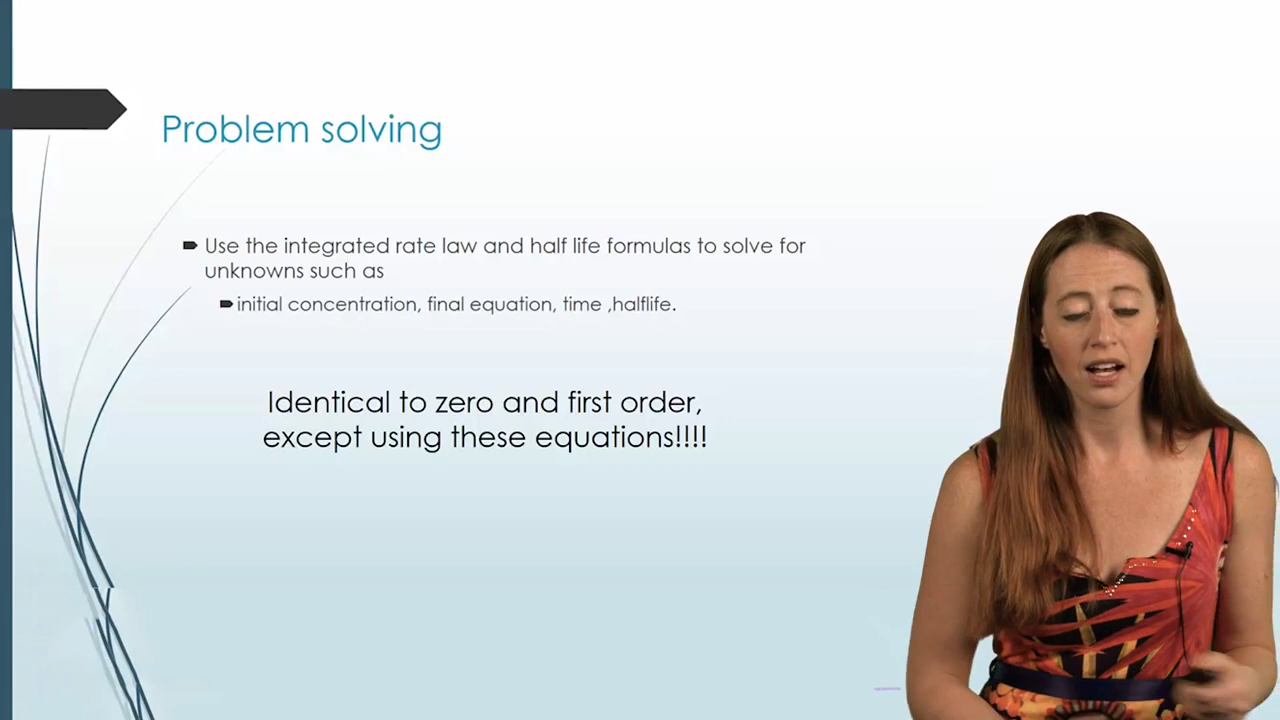 Problem solving
Use the integrated rate law and half life formulas to solve for
unknowns such as
initial concentration, final equation, time ,halflife.
Identical to zero and first order,
except using these equations!!!!